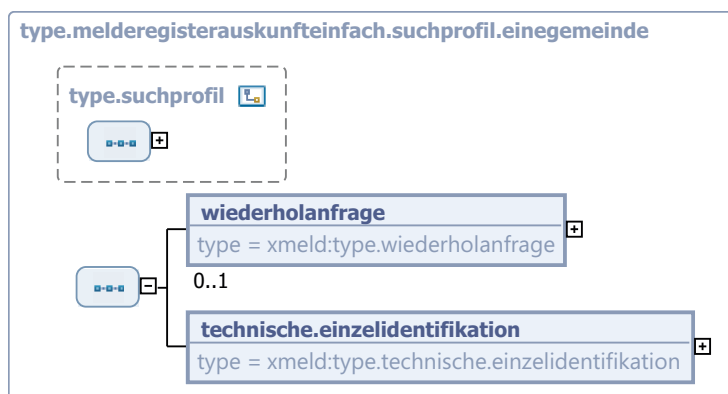 type.melderegisterauskunfteinfach.suchprofil.einegemeinde
type.suchprofil
wiederholanfrage
type = xmeld:type.wiederholanfrage
0..1
technische.einzelidentifikation
type = xmeld:type.technische.einzelidentifikation